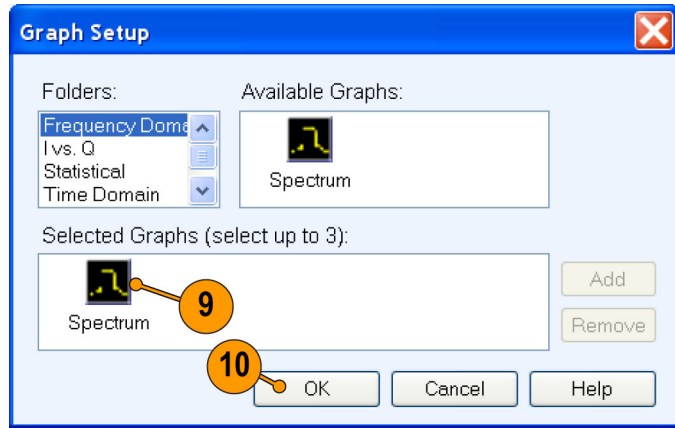 Graph Setup
Folders: Available Graphs:
Frequency Doma
I vs. Q
Statistical
Time Domain
Spectrum
Selected Graphs (select up to 3):
9
Spectrum
Add
Remove
10
OK Cancel Help